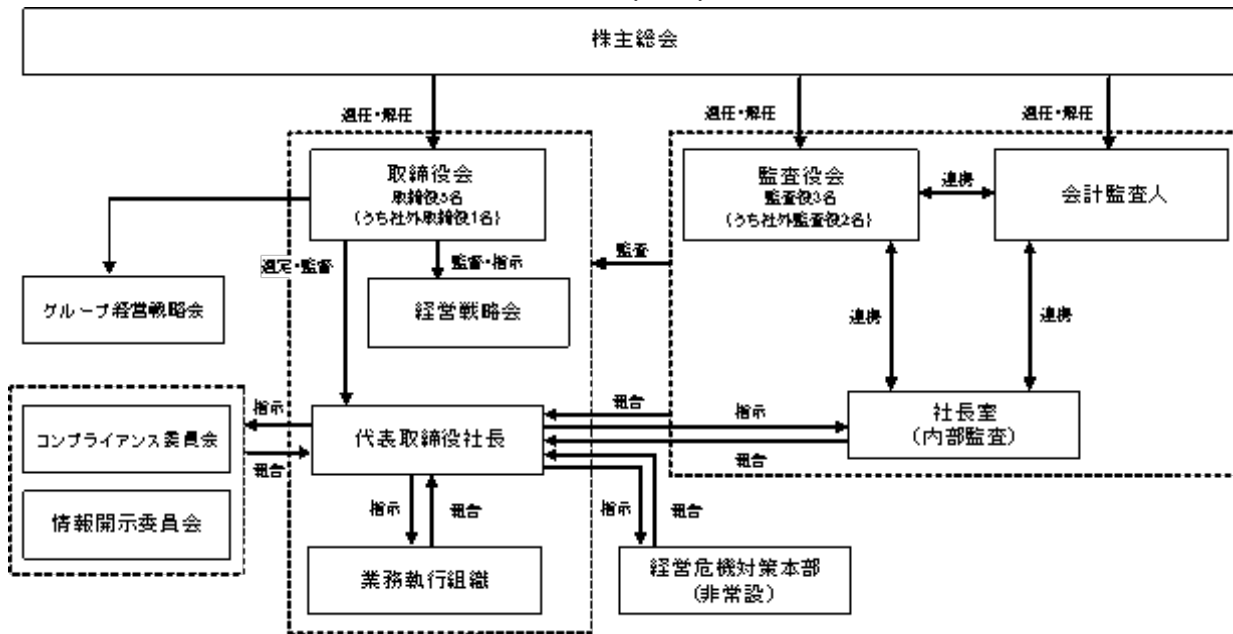 株主総会
選任・解任
選任・解任
選任・解任
取締役会
取締役5名
(うち社外取締役1名)
監査役会
監査役3名
(うち社外監査役2名)
連携
会計監査人
選定・監督
監督・指示
監査
グループ経営戦略会
経営戦略会
連携
連携
コンプライアンス委員会
指示
報告
代表取締役社長
報告
指示
報告
社長室
(内部監査)
情報開示委員会
指示
報告
指示
報告
業務執行組織
経営危機対策本部
(非常設)